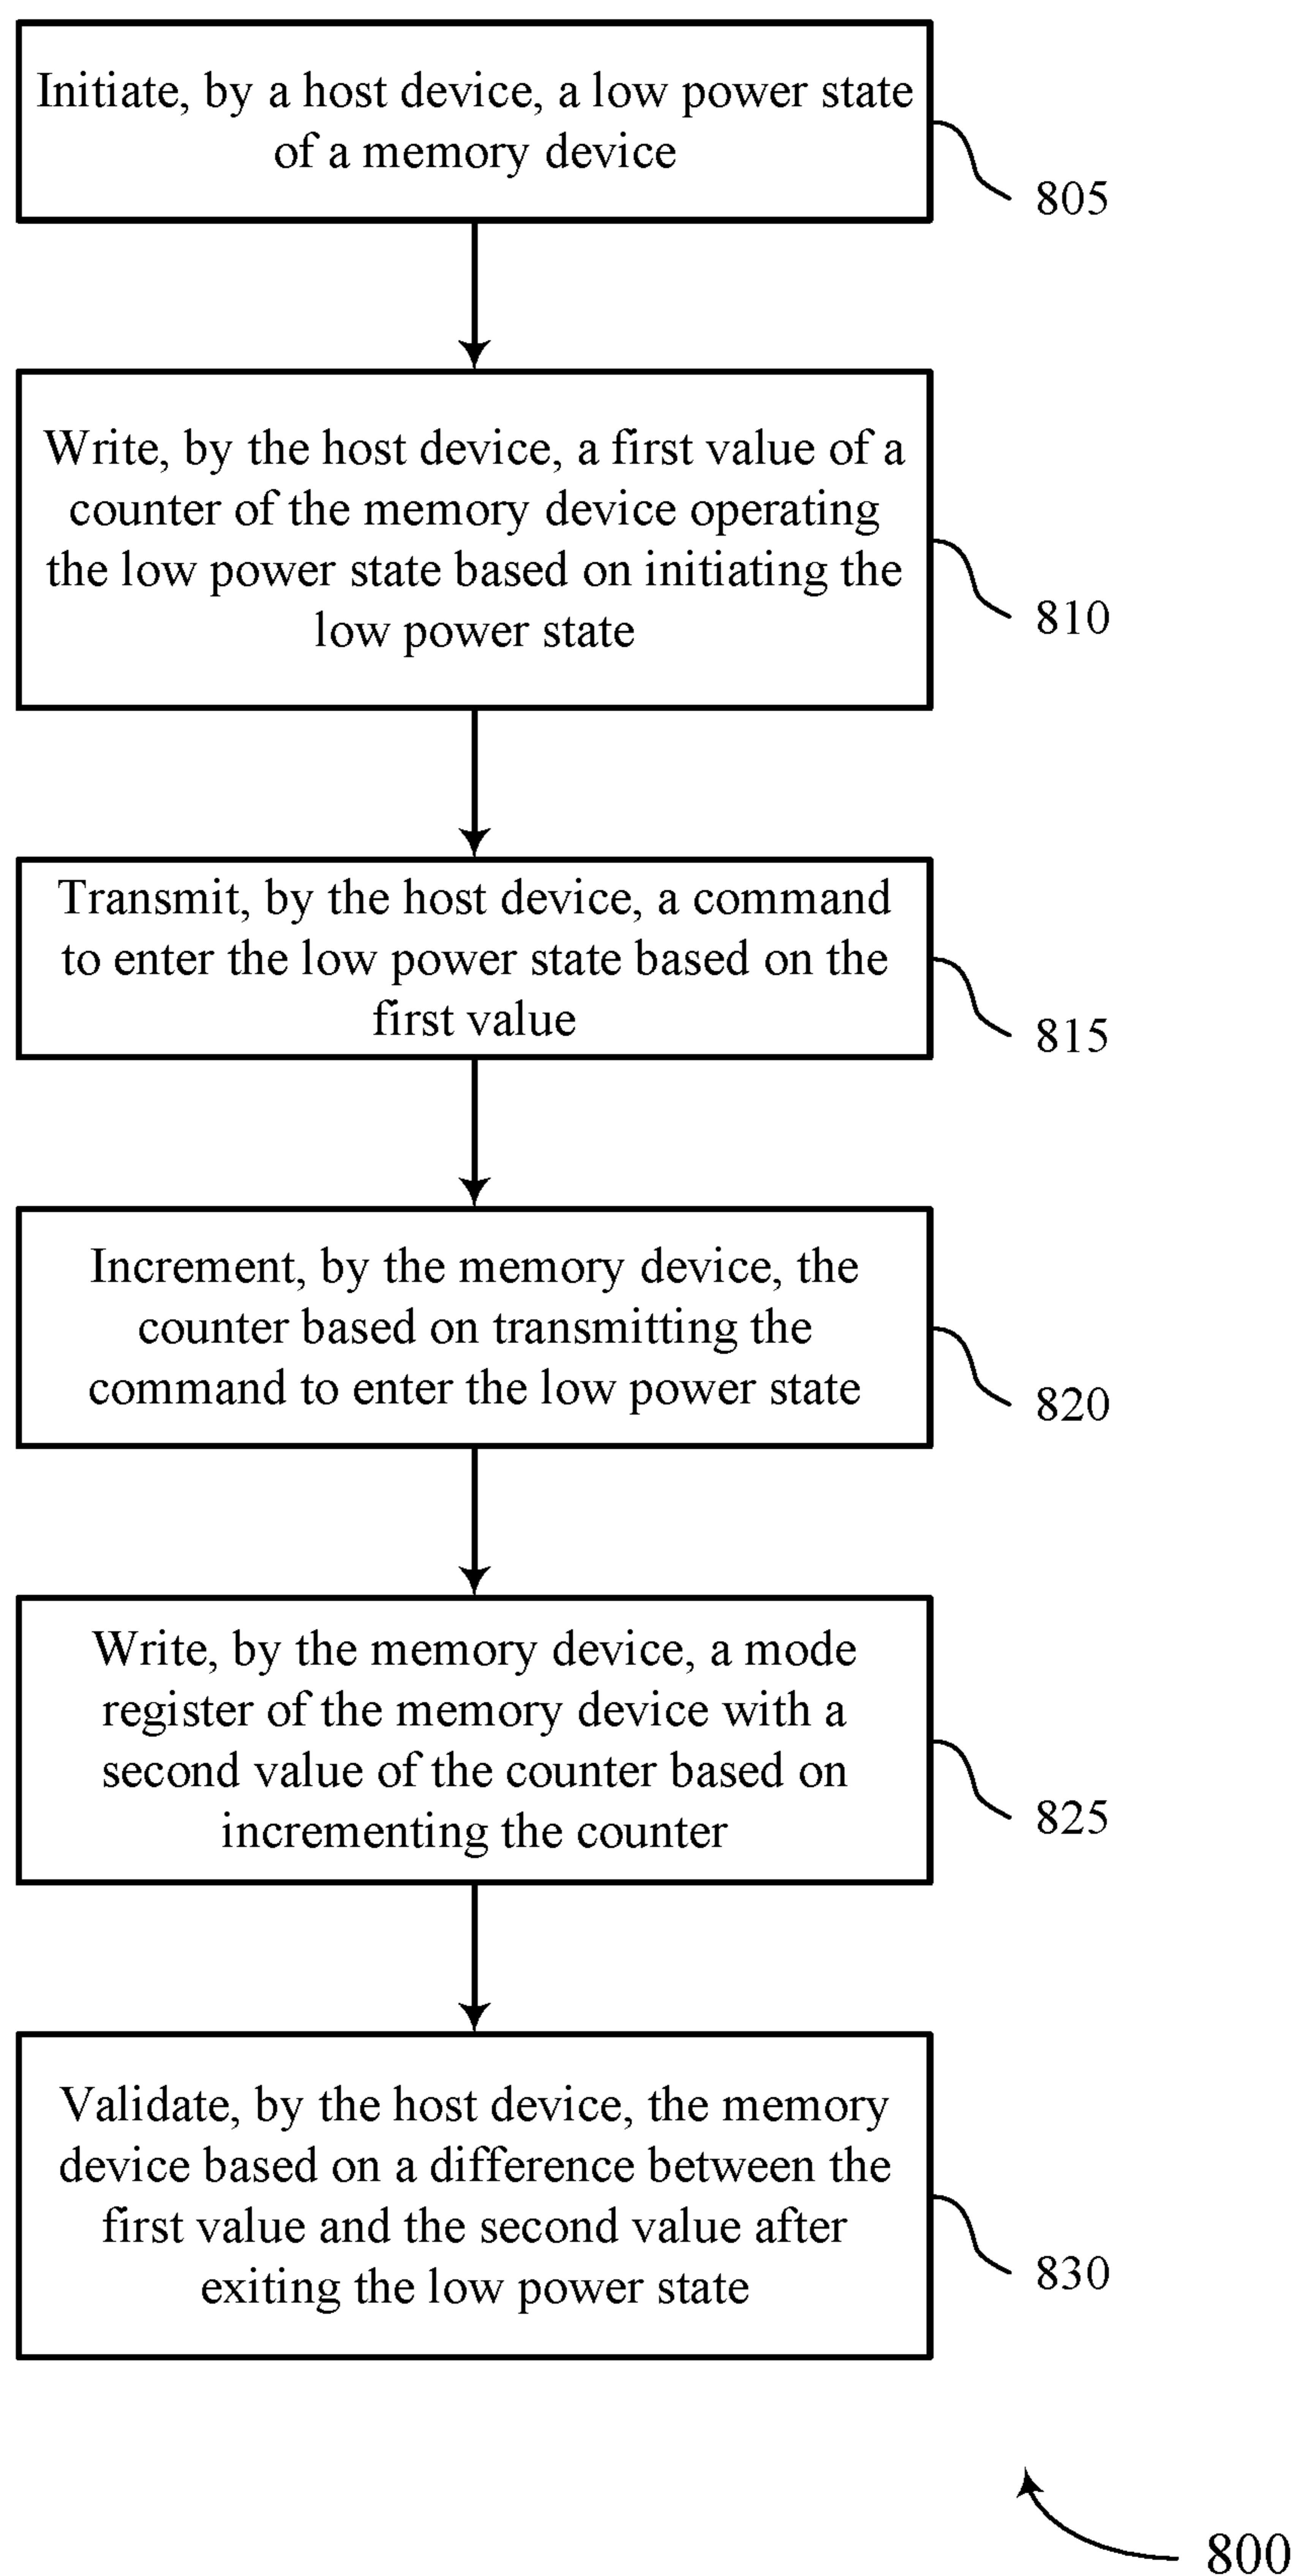 Initiate, by a host device, a low power state
of a memory device
805
Write, by the host device, a first value of a
counter of the memory device operating
the low power state based on initiating the
low power state
810
Transmit, by the host device, a command
to enter the low power state based on the
first value
815
Increment, by the memory device, the
counter based on transmitting the
command to enter the low power state
820
Write, by the memory device, a mode
register of the memory device with a
second value of the counter based on
incrementing the counter
825
Validate, by the host device, the memory
device based on a difference between the
first value and the second value after
exiting the low power state
830
800